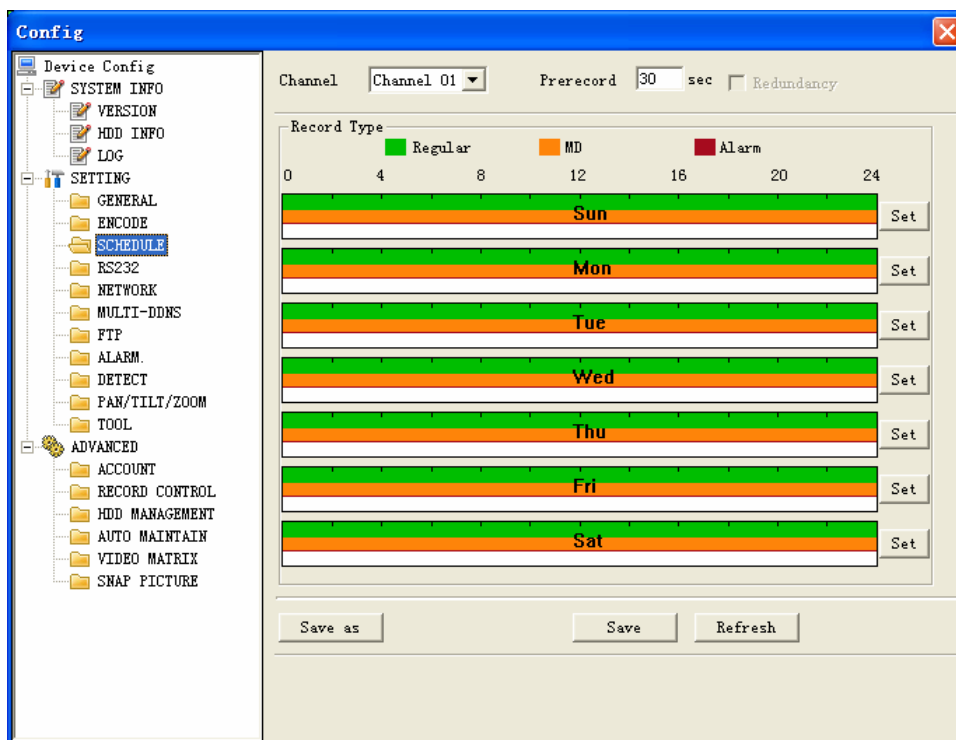 Config
Device Config
SYSTEM INFO
VERSION
HDD INFO
LOG
SETTING
GENERAL
ENCODE
SCHEDULE
RS232
NETWORK
MULTI-DDNS
FTP
ALARM.
DETECT
PAN/TILT/ZOOM
TOOL
ADVANCED
ACCOUNT
RECORD CONTROL
HDD MANAGEMENT
AUTO MAINTAIN
VIDEO MATRIX
SNAP PICTURE
Channel Channel 01 Prerecord 30 sec Redundancy
Record Type
Regular MD Alarm
0 4 8 12 16 20 24
Sun Set
Mon Set
Tue Set
Wed Set
Thu Set
Fri Set
Sat Set
Save as Save Refresh